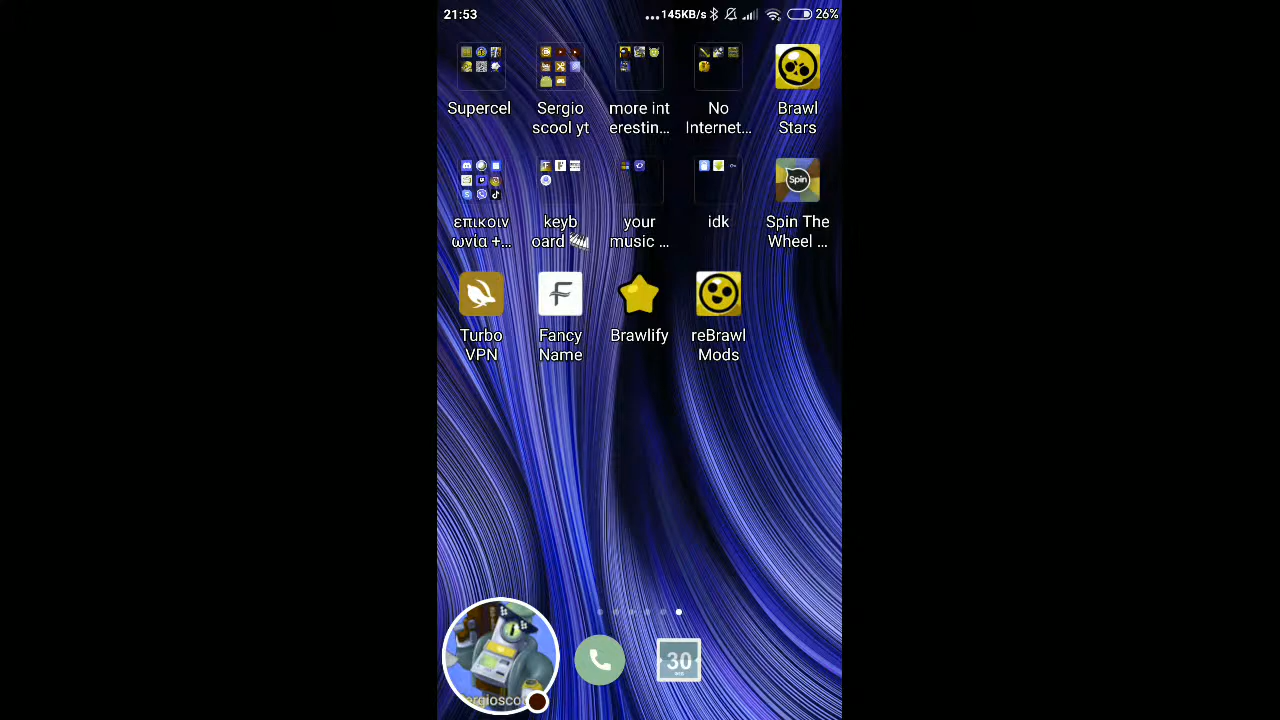 21:53
...145KB/s 26%
Supercel
Sergio
scool yt
more int
erestin...
No
Internet...
Brawl
Stars
επικοιν
ωνία +...
keyb
oard
your
music ...
idk
Spin
Spin The
Wheel ...
Turbo
VPN
F
Fancy
Name
Brawlify
reBrawl
Mods
30